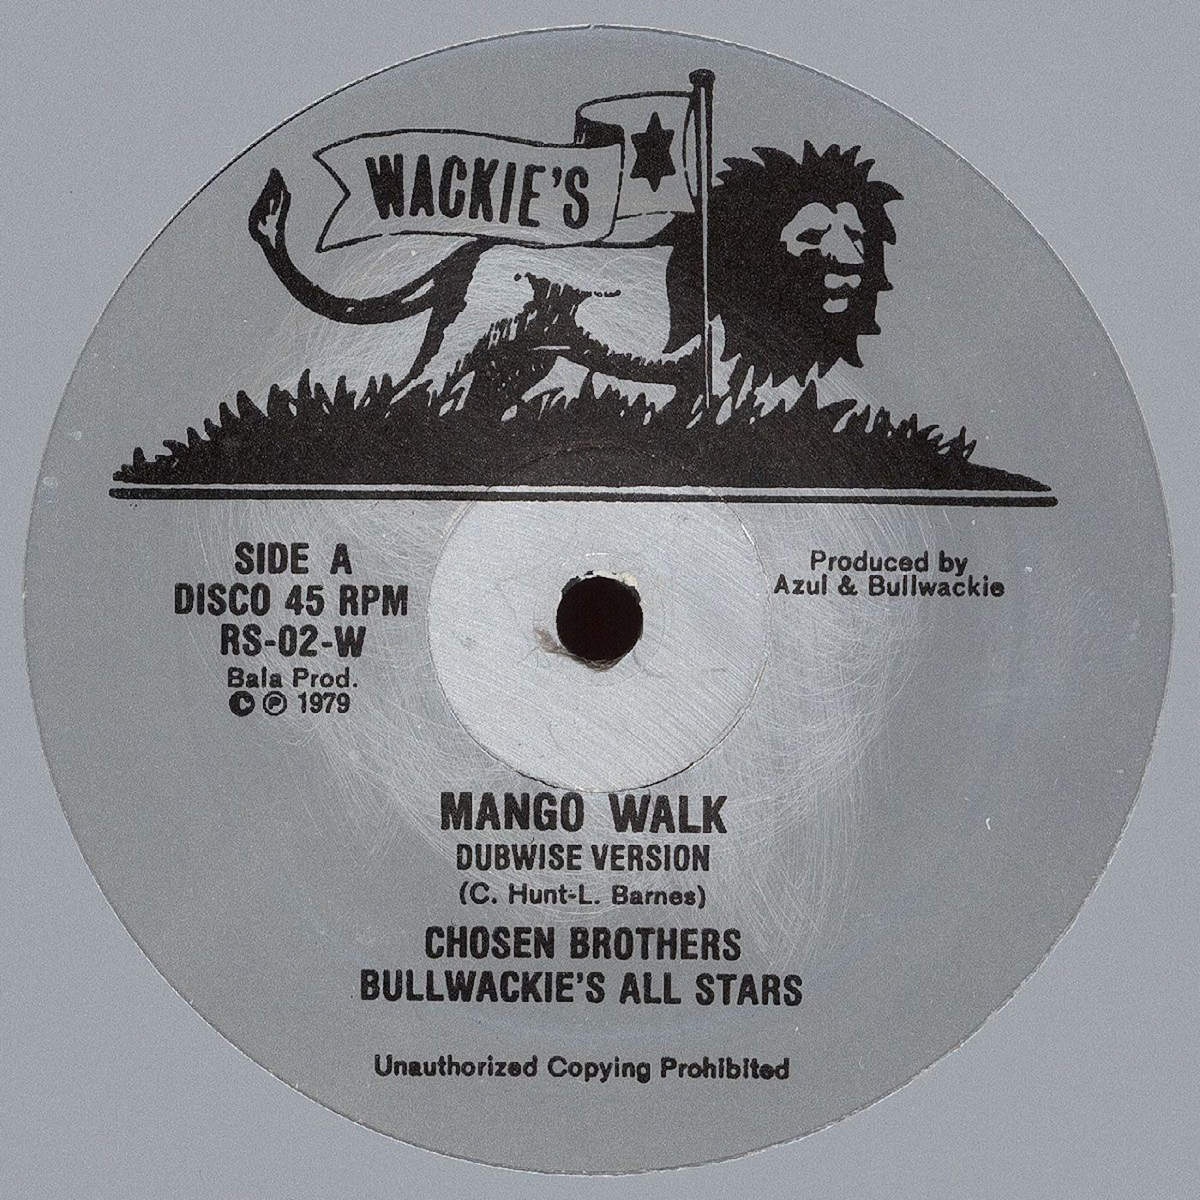 WACKIE'S
SIDE A
DISCO 45 RPM
RS-02-W
Bala Prod.
© ℗ 1979
Produced by
Azul & Bullwackie
MANGO WALK
DUBWISE VERSION
(C. Hunt-L. Barnes)
CHOSEN BROTHERS
BULLWACKIE'S ALL STARS
Unauthorized Copying Prohibited